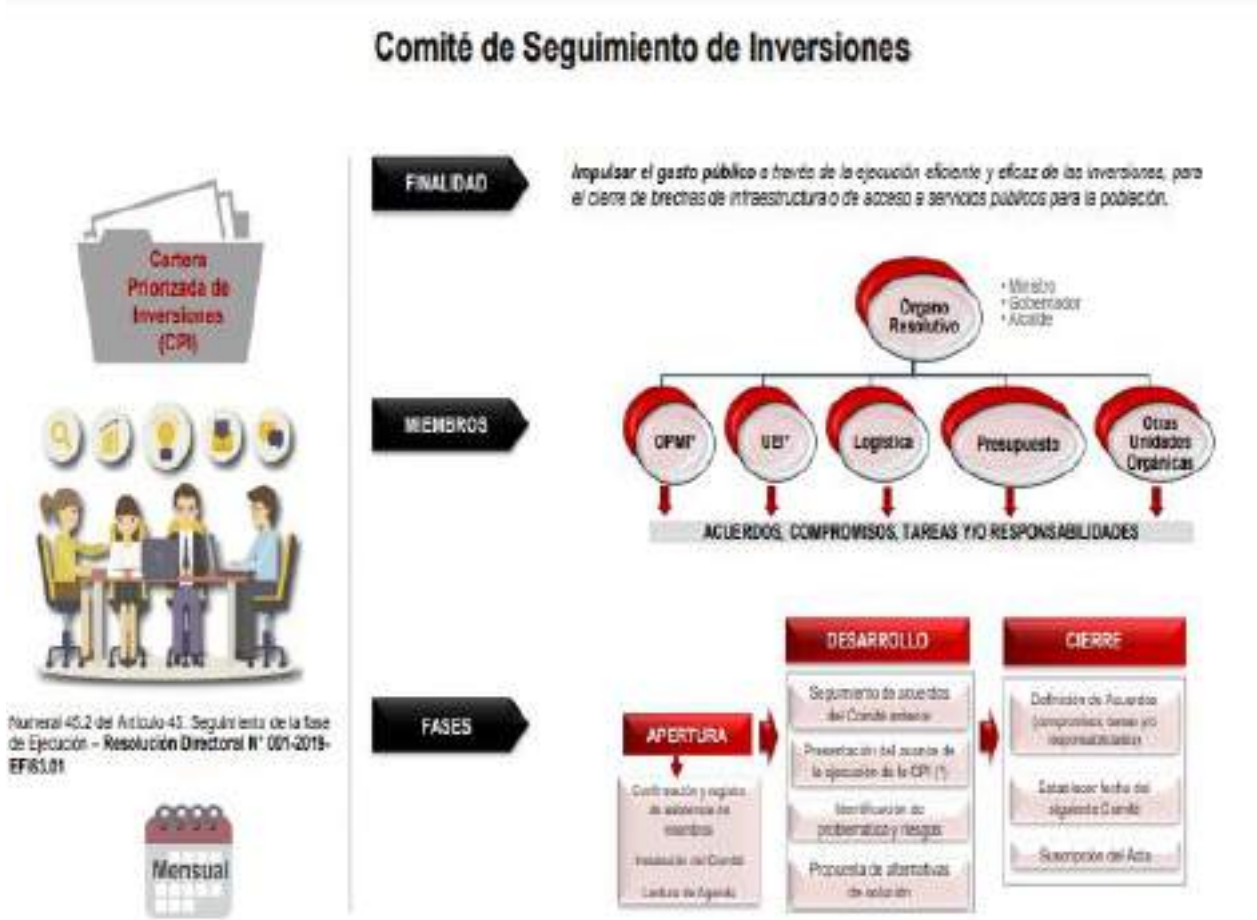 Comité de Seguimiento de Inversiones
Cartera
Priorizada de
Inversiones
(CPI)
Numeral 45.2 del Artículo 45. Seguimiento de la fase
de Ejecución – Resolución Directoral N° 001-2019-
EF/63.01
Mensual
FINALIDAD
Impulsar el gasto público a través de la ejecución eficiente y eficaz de las inversiones, para
el cierre de brechas de infraestructura o de acceso a servicios públicos para la población.
MIEMBROS
Órgano
Resolutivo
• Ministro
• Gobernador
• Alcalde
OPMI*
UEI*
Logística
Presupuesto
Otras
Unidades
Orgánicas
ACUERDOS, COMPROMISOS, TAREAS Y/O RESPONSABILIDADES
FASES
APERTURA
Confirmación y registro
de asistencia de
miembros
Instalación del Comité
Lectura de Agenda
DESARROLLO
Seguimiento de acuerdos
del Comité anterior
Presentación del avance de
la ejecución de la CPI (*)
Identificación de
problemática y riesgos
Propuesta de alternativas
de solución
CIERRE
Definición de Acuerdos
(compromisos, tareas y/o
responsabilidades)
Establecer fecha del
siguiente Comité
Suscripción del Acta